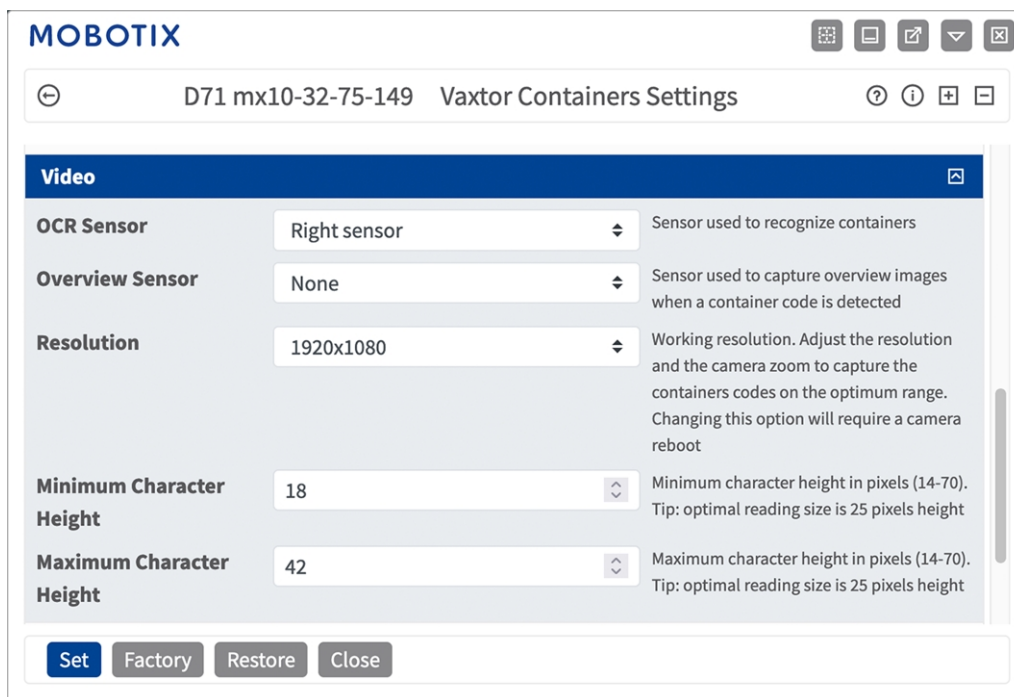 MOBOTIX
D71 mx10-32-75-149 Vaxtor Containers Settings
Video
OCR Sensor
Right sensor
Sensor used to recognize containers
Overview Sensor
None
Sensor used to capture overview images
when a container code is detected
Resolution
1920x1080
Working resolution. Adjust the resolution
and the camera zoom to capture the
containers codes on the optimum range.
Changing this option will require a camera
reboot
Minimum Character
Height
18
Minimum character height in pixels (14-70).
Tip: optimal reading size is 25 pixels height
Maximum Character
Height
42
Maximum character height in pixels (14-70).
Tip: optimal reading size is 25 pixels height
Set Factory Restore Close